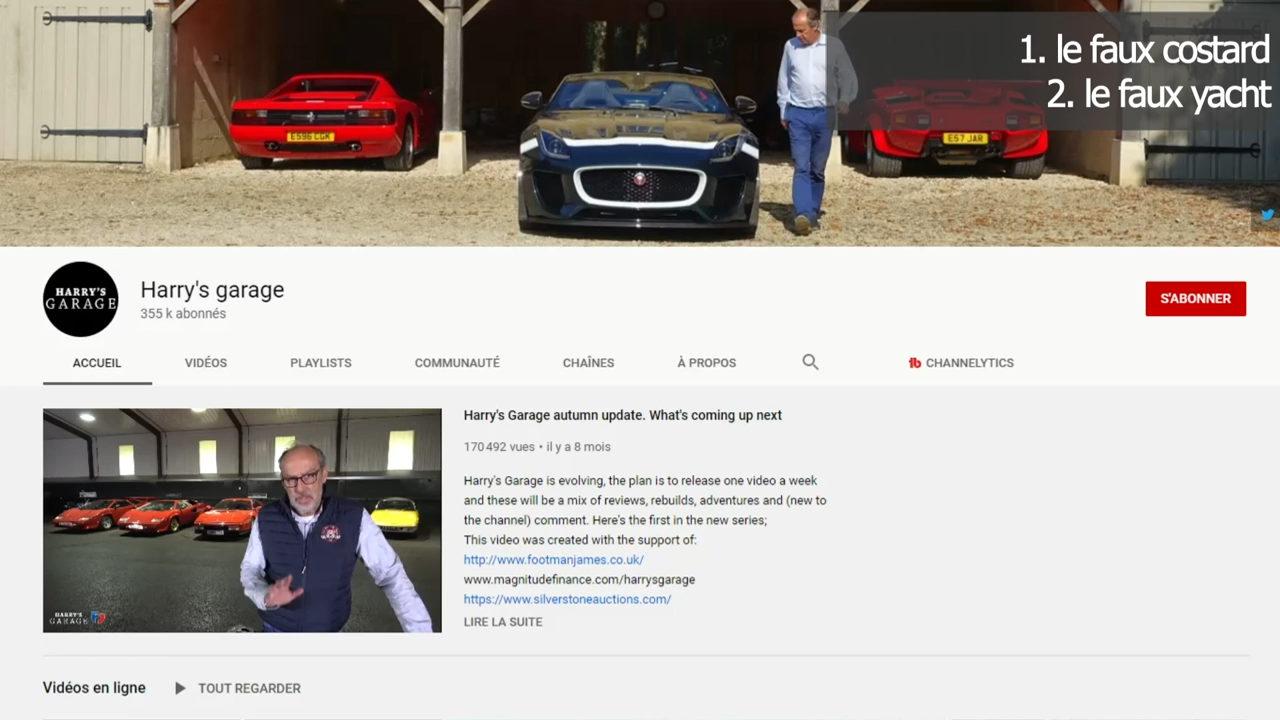 1. le faux costard
2. le faux yacht
E596 CGK
E57 JAR
HARRY'S
GARAGE
Harry's garage
355 k abonnés
S'ABONNER
ACCUEIL
VIDÉOS
PLAYLISTS
COMMUNAUTÉ
CHAÎNES
À PROPOS
CHANNELYTICS
Harry's Garage autumn update. What's coming up next
170 492 vues • il y a 8 mois
Harry's Garage is evolving, the plan is to release one video a week
and these will be a mix of reviews, rebuilds, adventures and (new to
the channel) comment. Here's the first in the new series;
This video was created with the support of:
http://www.footmanjames.co.uk/
www.magnitudefinance.com/harrysgarage
https://www.silverstoneauctions.com/
LIRE LA SUITE
HARRY'S
GARAGE
Vidéos en ligne
TOUT REGARDER